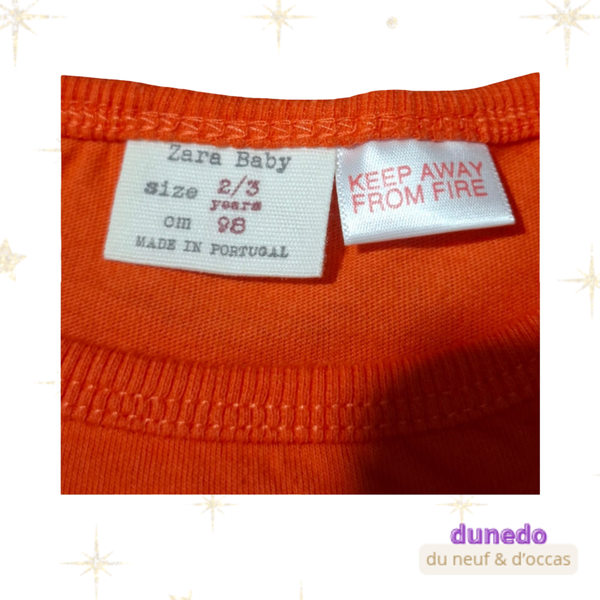 Zara Baby
size 2/3
years
cm 98
MADE IN PORTUGAL
KEEP AWAY
FROM FIRE
dunedo
du neuf & d'occas